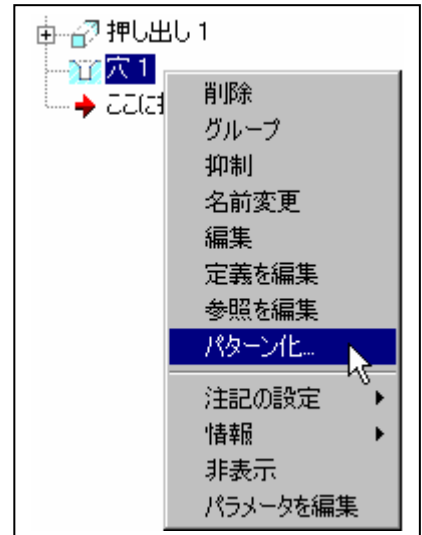 押し出し 1
穴 1
ここに
削除
グループ
抑制
名前変更
編集
定義を編集
参照を編集
パターン化...
注記の設定
情報
非表示
パラメータを編集